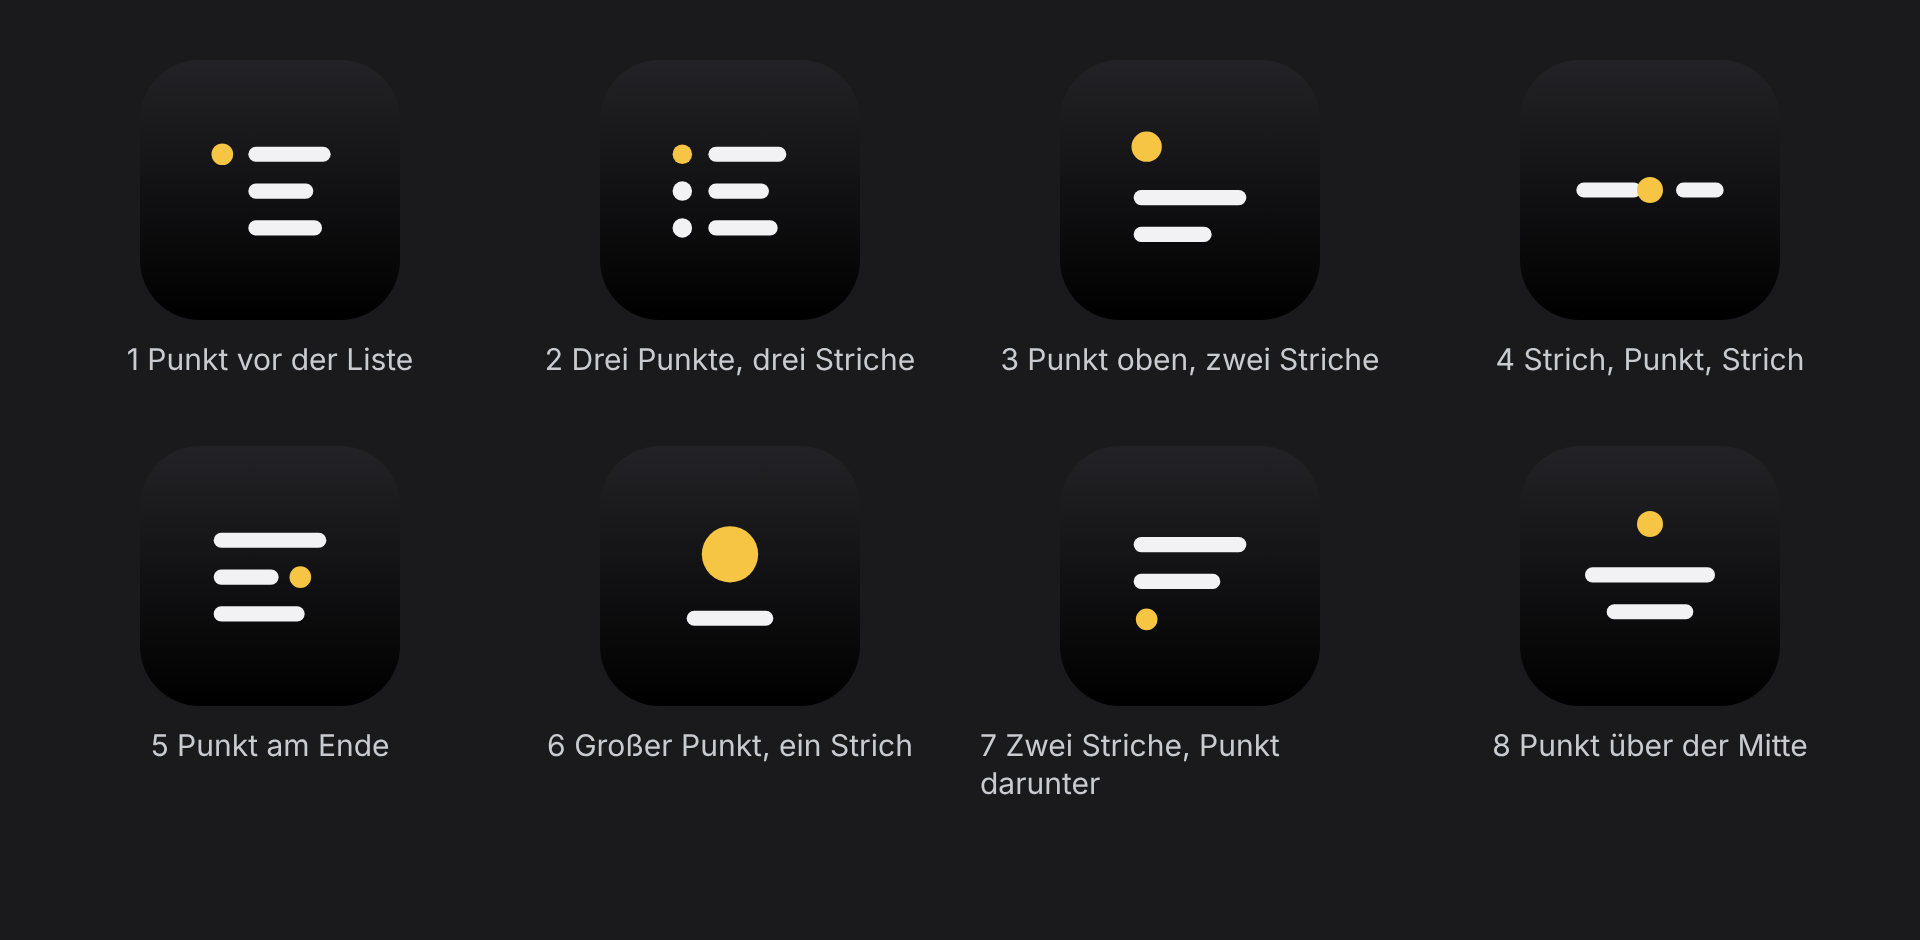 1 Punkt vor der Liste
2 Drei Punkte, drei Striche
3 Punkt oben, zwei Striche
4 Strich, Punkt, Strich
5 Punkt am Ende
6 Großer Punkt, ein Strich
7 Zwei Striche, Punkt
darunter
8 Punkt über der Mitte